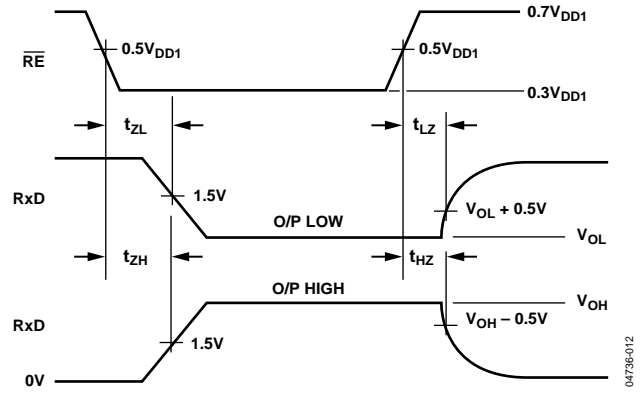 0.7VDD1
RE
0.5VDD1
0.5VDD1
0.3VDD1
tZL
tLZ
RxD
1.5V
VOL + 0.5V
O/P LOW
VOL
tZH
tHZ
O/P HIGH
VOH
RxD
VOH – 0.5V
1.5V
0V
04736-012